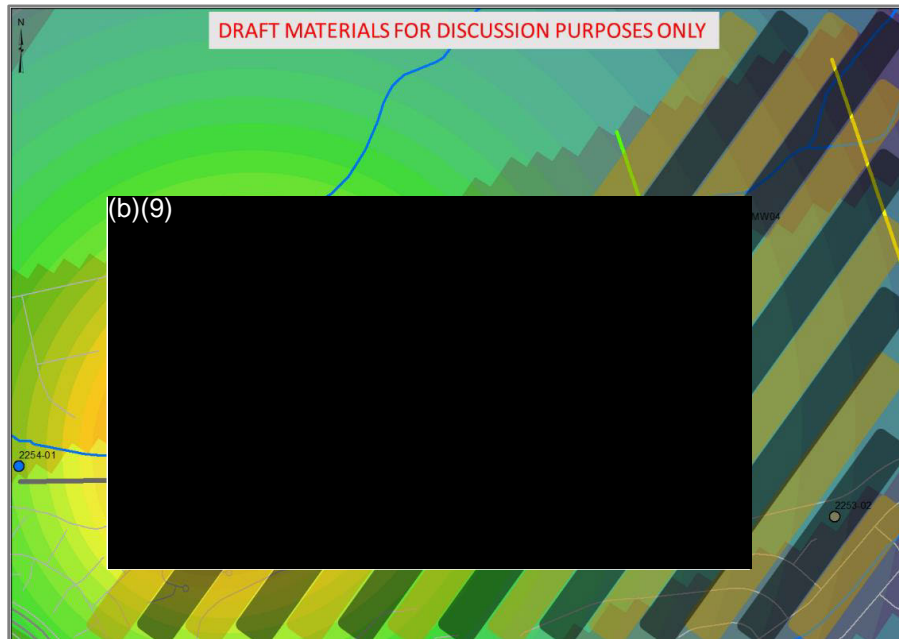 N
DRAFT MATERIALS FOR DISCUSSION PURPOSES ONLY
(b)(9)
MW04
2254-01
2253-02